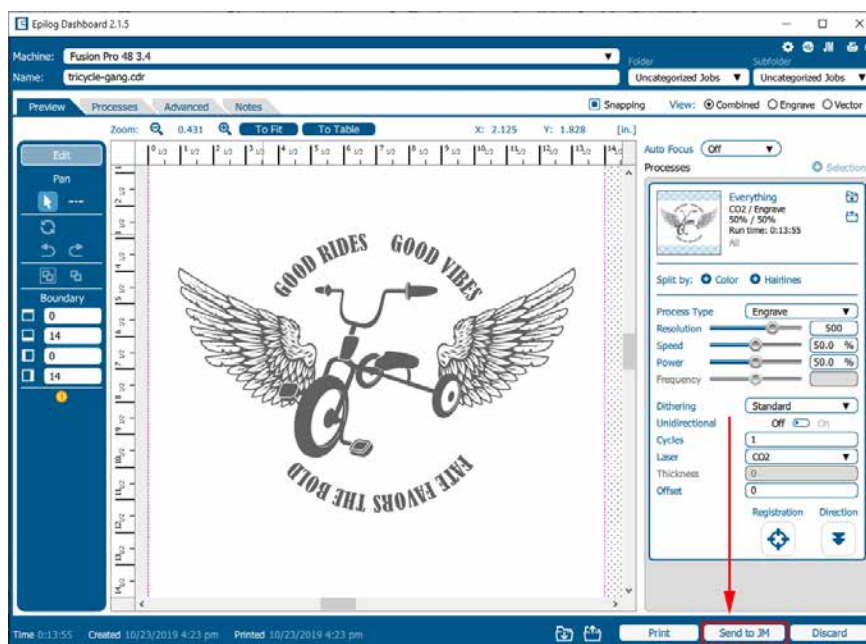 Epilog Dashboard 2.1.5
Machine: Fusion Pro 48 3.4
Folder Subfolder
Name: tricycle-gang.cdr Uncategorized Jobs Uncategorized Jobs
Preview Processes Advanced Notes Snapping View: Combined Engrave Vector
Zoom: 0.431 To Fit To Table X: 2.125 Y: 1.828 [in.]
Edit
Pan
Boundary
0
14
0
14
GOOD RIDES GOOD VIBES
FATE FAVORS THE BOLD
Auto Focus Off
Processes Selection
Everything
CO2 / Engrave
50% / 50%
Run time: 0:13:55
All
Split by: Color Hairlines
Process Type Engrave
Resolution 500
Speed 50.0 %
Power 50.0 %
Frequency
Dithering Standard
Unidirectional Off On
Cycles 1
Laser CO2
Thickness 0
Offset 0
Registration Direction
Time 0:13:55 Created 10/23/2019 4:23 pm Printed 10/23/2019 4:23 pm Print Send to JM Discard